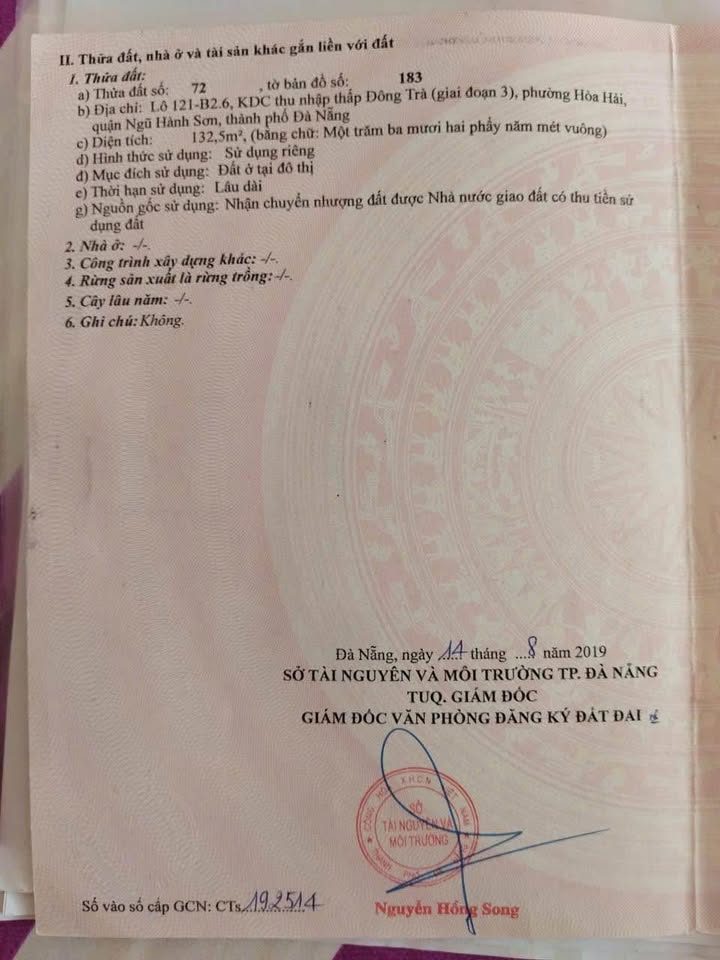 II. Thửa đất, nhà ở và tài sản khác gắn liền với đất
1. Thửa đất:
a) Thửa đất số: 72 , tờ bản đồ số: 183
b) Địa chỉ: Lô 121-B2.6, KDC thu nhập thấp Đông Trà (giai đoạn 3), phường Hòa Hải,
quận Ngũ Hành Sơn, thành phố Đà Nẵng
c) Diện tích: 132,5m², (bằng chữ: Một trăm ba mươi hai phẩy năm mét vuông)
d) Hình thức sử dụng: Sử dụng riêng
đ) Mục đích sử dụng: Đất ở tại đô thị
e) Thời hạn sử dụng: Lâu dài
g) Nguồn gốc sử dụng: Nhận chuyển nhượng đất được Nhà nước giao đất có thu tiền sử
dụng đất
2. Nhà ở: -/-.
3. Công trình xây dựng khác: -/-.
4. Rừng sản xuất là rừng trồng: -/-.
5. Cây lâu năm: -/-.
6. Ghi chú: Không.
Đà Nẵng, ngày 14 tháng 8 năm 2019
SỞ TÀI NGUYÊN VÀ MÔI TRƯỜNG TP. ĐÀ NẴNG
TUQ. GIÁM ĐỐC
GIÁM ĐỐC VĂN PHÒNG ĐĂNG KÝ ĐẤT ĐAI
CỘNG HÒA XHCN VIỆT NAM
SỞ
TÀI NGUYÊN VÀ
MÔI TRƯỜNG
Số vào sổ cấp GCN: CTs 192514
Nguyễn Hồng Song